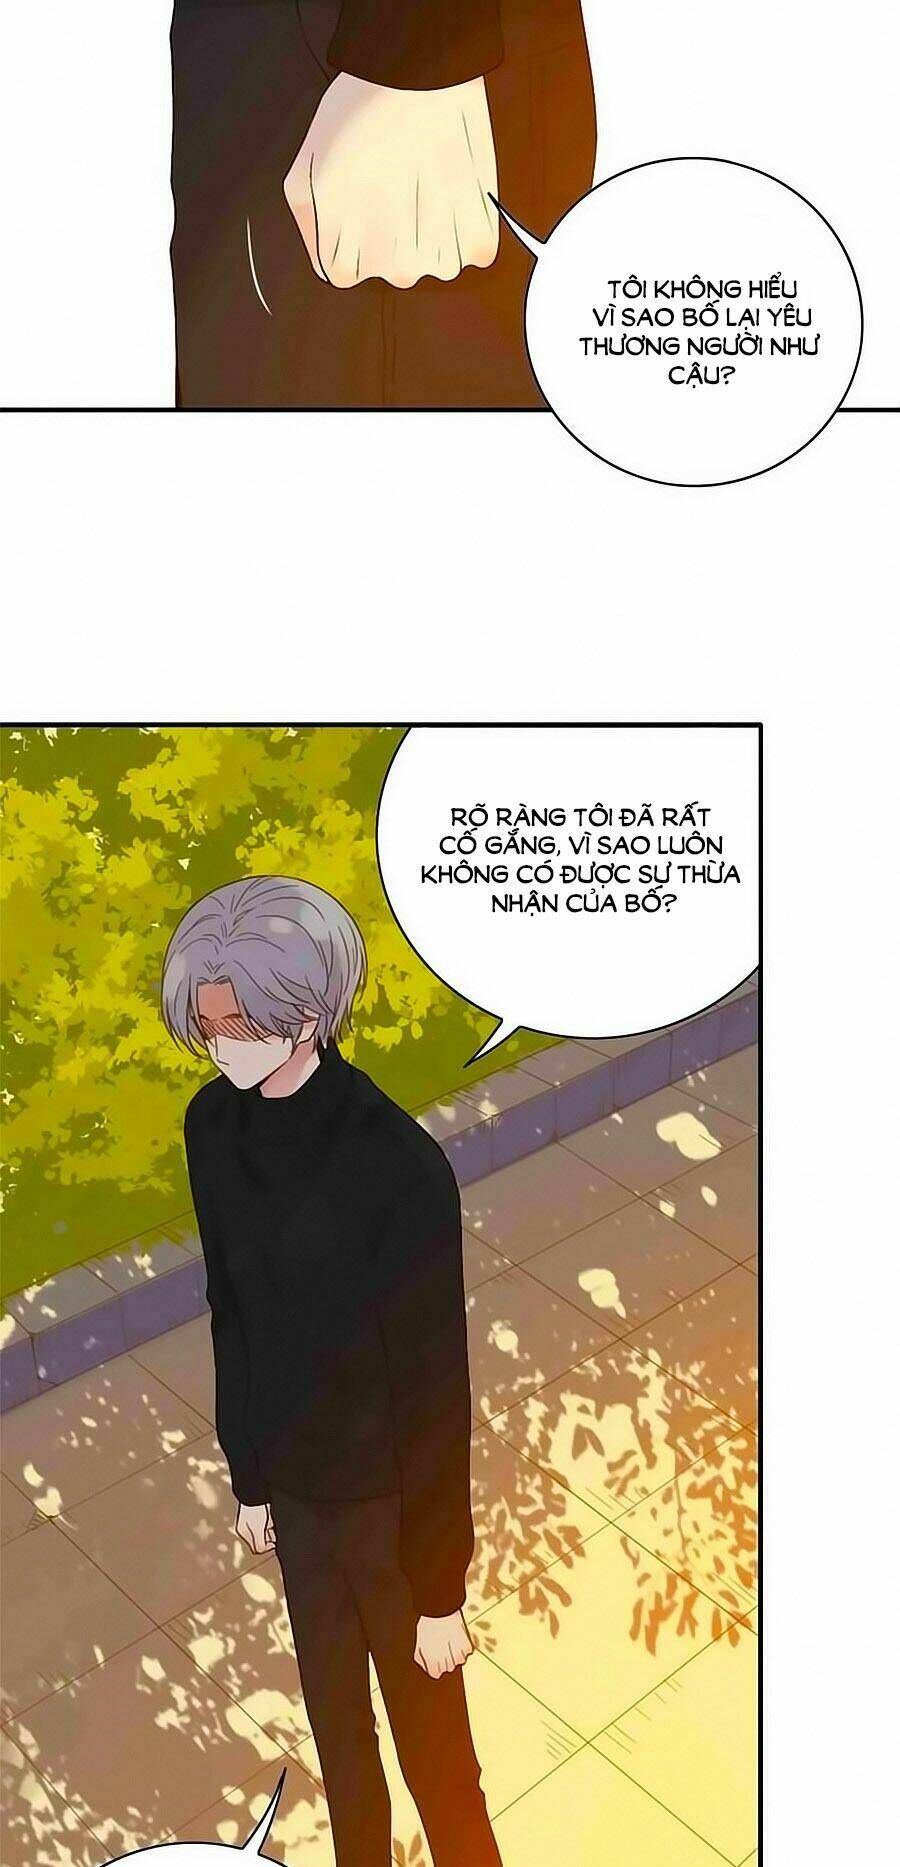 TÔI KHÔNG HIỂU
VÌ SAO BỐ LẠI YÊU
THƯƠNG NGƯỜI NHƯ
CẬU?
RÕ RÀNG TÔI ĐÃ RẤT
CỐ GẮNG, VÌ SAO LUÔN
KHÔNG CÓ ĐƯỢC SƯ THỪA
NHẬN CỦA BỐ?